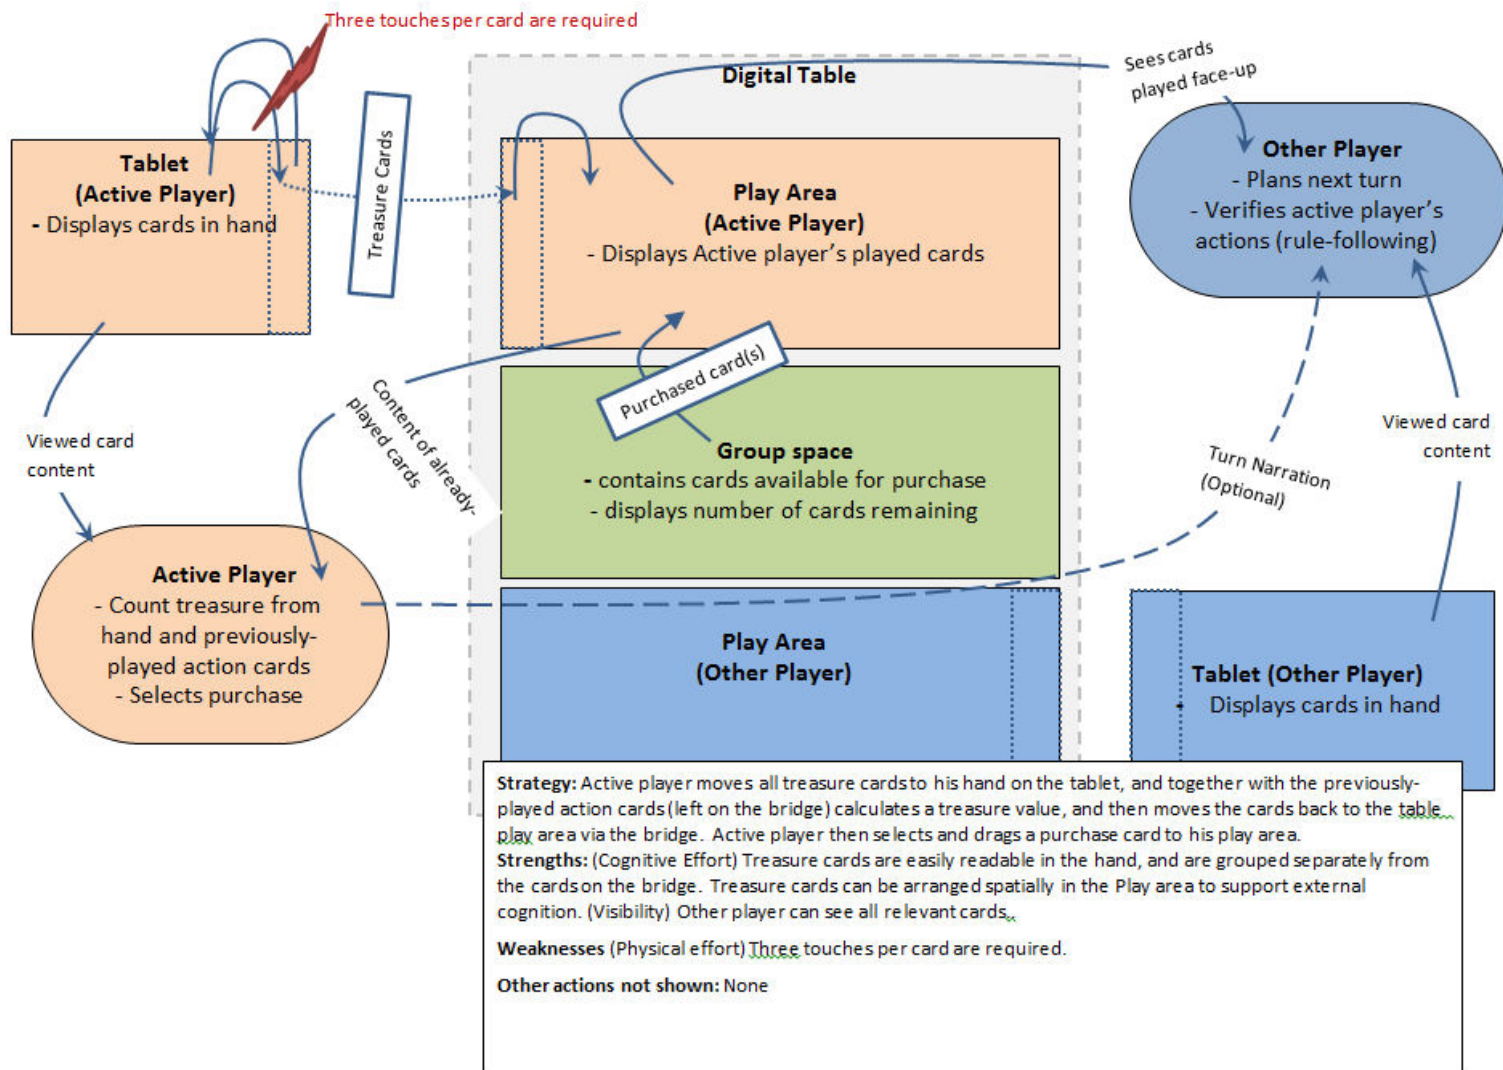 Three touches per card are required
Digital Table
Sees cards
played face-up
Treasure Cards
Tablet
(Active Player)
- Displays cards in hand
Play Area
(Active Player)
- Displays Active player’s played cards
Other Player
- Plans next turn
- Verifies active player’s
actions (rule-following)
Purchased card(s)
Content of already-
played cards
Viewed card
content
Group space
- contains cards available for purchase
- displays number of cards remaining
Turn Narration
(Optional)
Viewed card
content
Active Player
- Count treasure from
hand and previously-
played action cards
- Selects purchase
Play Area
(Other Player)
Tablet (Other Player)
- Displays cards in hand
Strategy: Active player moves all treasure cards to his hand on the tablet, and together with the previously-
played action cards (left on the bridge) calculates a treasure value, and then moves the cards back to the table
play area via the bridge. Active player then selects and drags a purchase card to his play area.
Strengths: (Cognitive Effort) Treasure cards are easily readable in the hand, and are grouped separately from
the cards on the bridge. Treasure cards can be arranged spatially in the Play area to support external
cognition. (Visibility) Other player can see all relevant cards.
Weaknesses (Physical effort) Three touches per card are required.
Other actions not shown: None